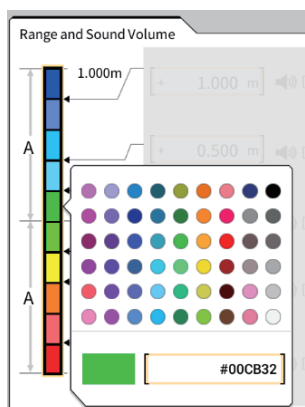 Range and Sound Volume
1.000m
+ 1.000 m
A
+ 0.500 m
A
#00CB32